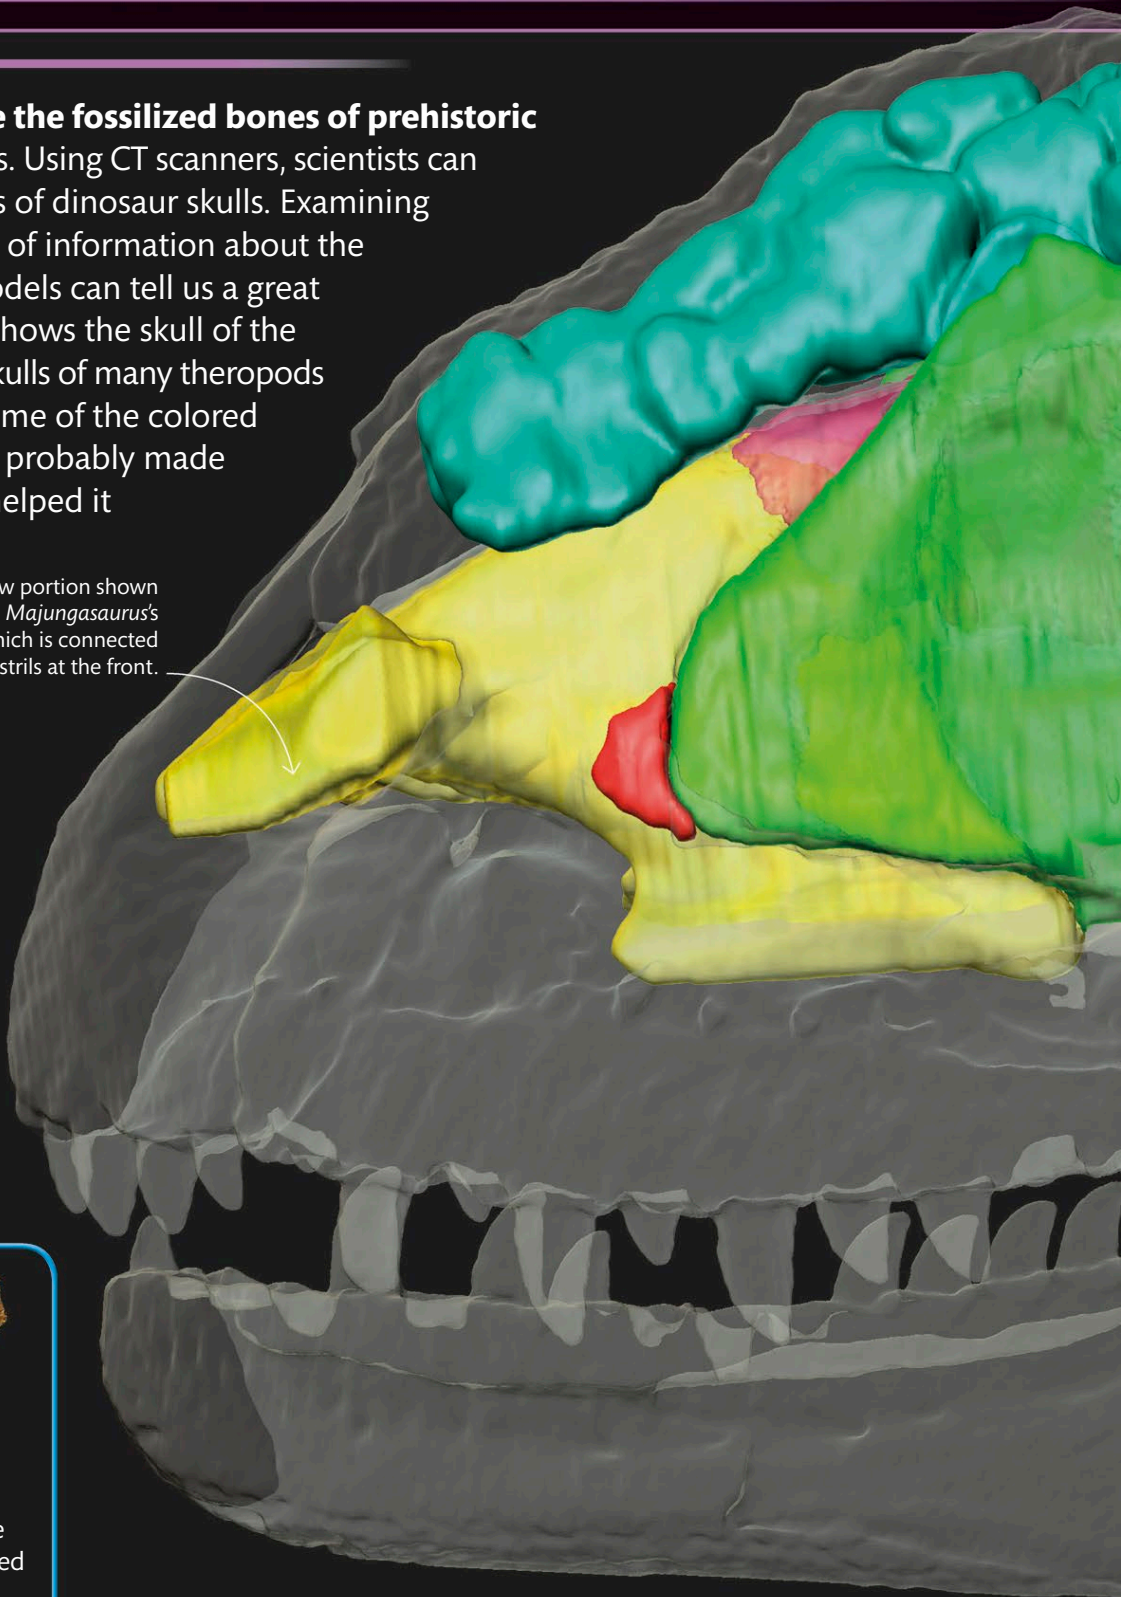 e the fossilized bones of prehistoric
s. Using CT scanners, scientists can
s of dinosaur skulls. Examining
of information about the
odels can tell us a great
hows the skull of the
kulls of many theropods
me of the colored
probably made
elped it
w portion shown
Majungasaurus's
hich is connected
strils at the front.
e
ed